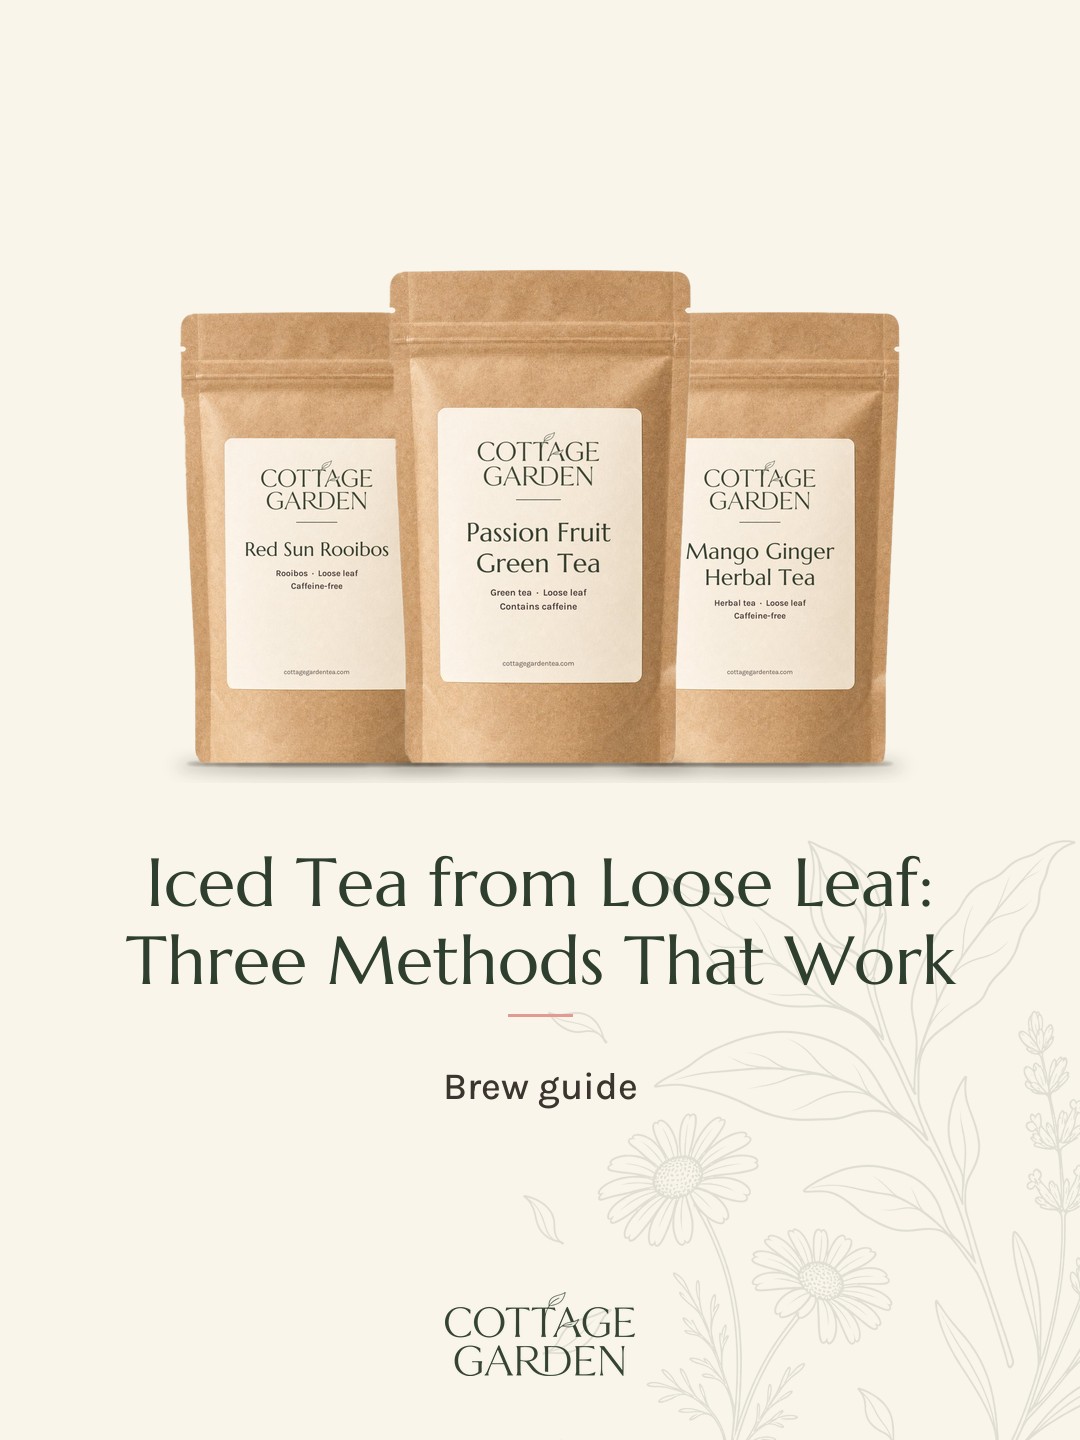 COTTAGE
GARDEN
Red Sun Rooibos
Rooibos · Loose leaf
Caffeine-free
cottagegardentea.com
COTTAGE
GARDEN
Passion Fruit
Green Tea
Green tea · Loose leaf
Contains caffeine
cottagegardentea.com
COTTAGE
GARDEN
Mango Ginger
Herbal Tea
Herbal tea · Loose leaf
Caffeine-free
cottagegardentea.com
Iced Tea from Loose Leaf:
Three Methods That Work
Brew guide
COTTAGE
GARDEN